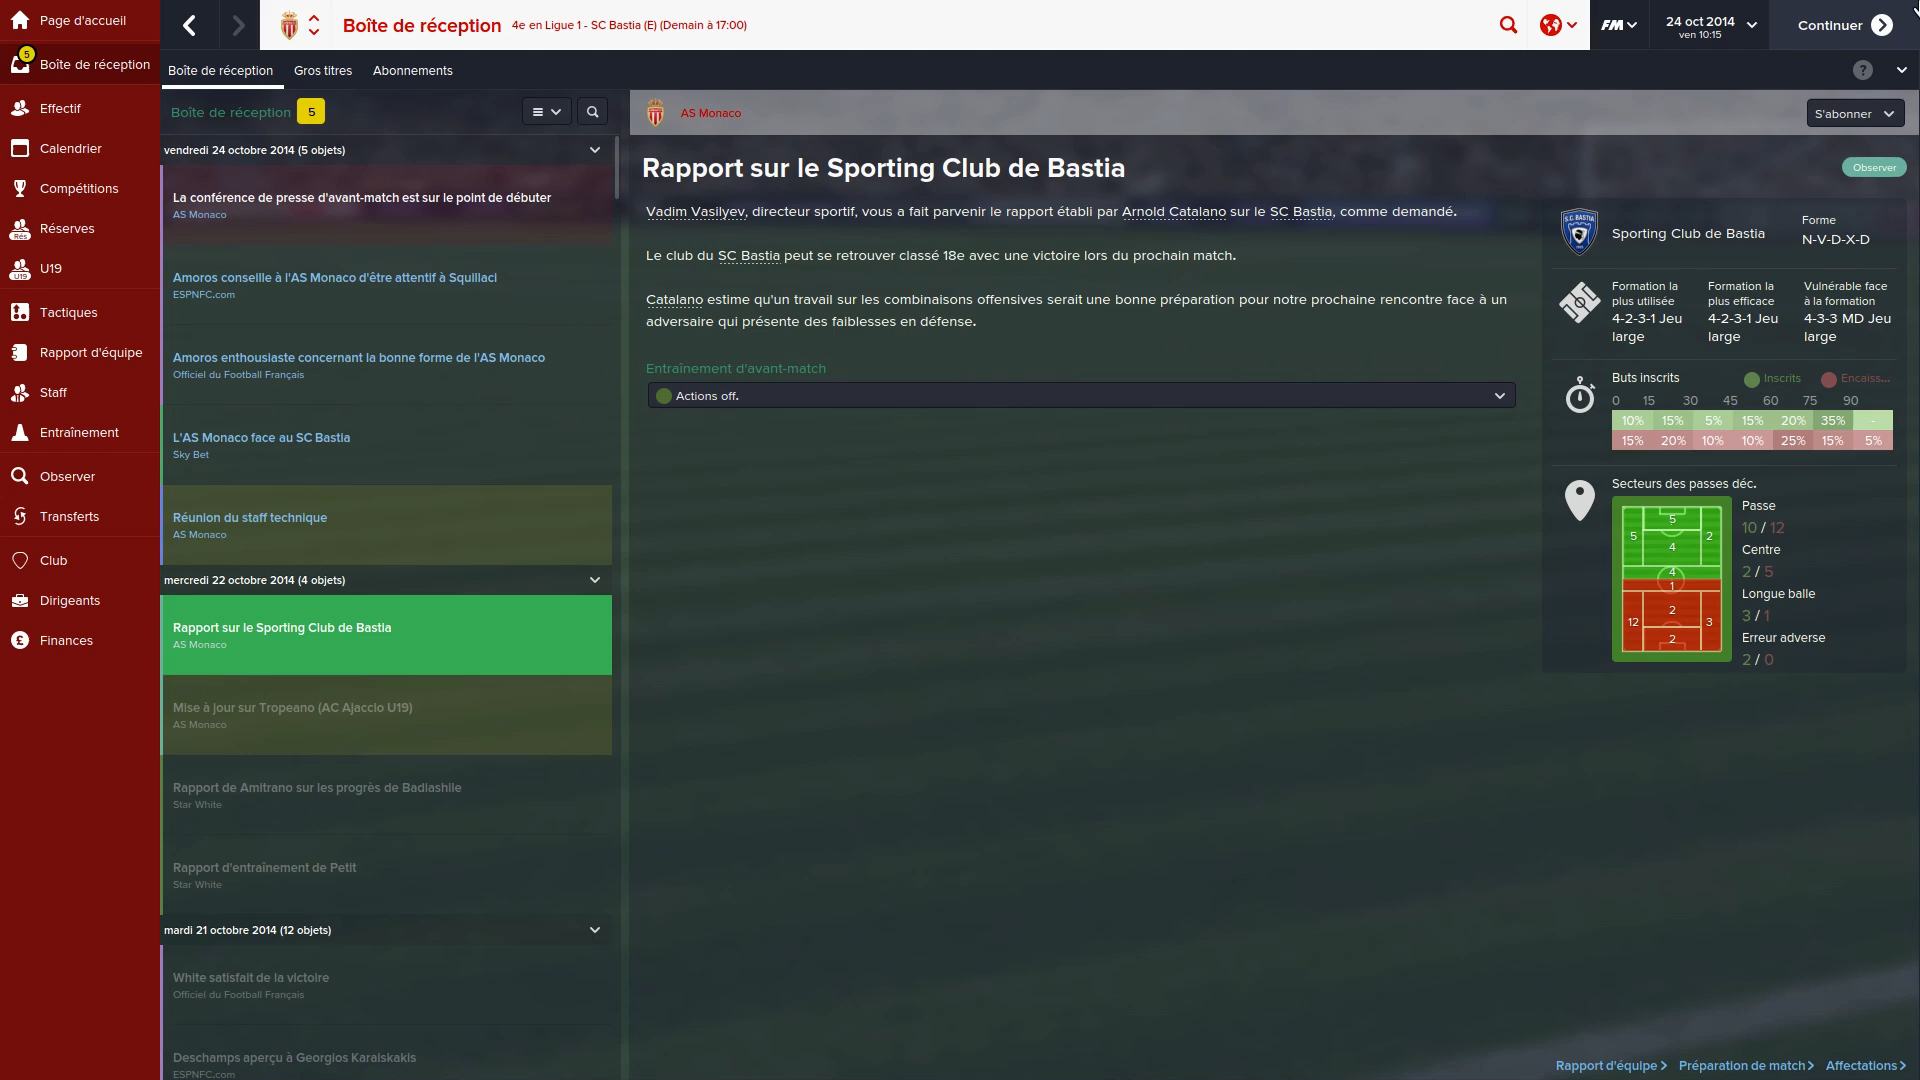 Page d'accueil
5
Boîte de réception
Effectif
Calendrier
Compétitions
Rés
Réserves
U19
U19
Tactiques
Rapport d'équipe
Staff
Entraînement
Observer
Transferts
Club
Dirigeants
Finances
Boîte de réception
4e en Ligue 1 - SC Bastia (E) (Demain à 17:00)
FM
24 oct 2014
ven 10:15
Continuer
Boîte de réception
Gros titres
Abonnements
?
Boîte de réception
5
vendredi 24 octobre 2014 (5 objets)
La conférence de presse d'avant-match est sur le point de débuter
AS Monaco
Amoros conseille à l'AS Monaco d'être attentif à Squillaci
ESPNFC.com
Amoros enthousiaste concernant la bonne forme de l'AS Monaco
Officiel du Football Français
L'AS Monaco face au SC Bastia
Sky Bet
Réunion du staff technique
AS Monaco
mercredi 22 octobre 2014 (4 objets)
Rapport sur le Sporting Club de Bastia
AS Monaco
Mise à jour sur Tropeano (AC Ajaccio U19)
AS Monaco
Rapport de Amitrano sur les progrès de Badiashile
Star White
Rapport d'entraînement de Petit
Star White
mardi 21 octobre 2014 (12 objets)
White satisfait de la victoire
Officiel du Football Français
Deschamps aperçu à Georgios Karaiskakis
ESPNFC.com
AS Monaco
S'abonner
Rapport sur le Sporting Club de Bastia
Observer
Vadim Vasilyev, directeur sportif, vous a fait parvenir le rapport établi par Arnold Catalano sur le SC Bastia, comme demandé.
Le club du SC Bastia peut se retrouver classé 18e avec une victoire lors du prochain match.
Catalano estime qu'un travail sur les combinaisons offensives serait une bonne préparation pour notre prochaine rencontre face à un
adversaire qui présente des faiblesses en défense.
Entraînement d'avant-match
Actions off.
S.C. BASTIA
Sporting Club de Bastia
Forme
N-V-D-X-D
Formation la
plus utilisée
4-2-3-1 Jeu
large
Formation la
plus efficace
4-2-3-1 Jeu
large
Vulnérable face
à la formation
4-3-3 MD Jeu
large
Buts inscrits
Inscrits
Encaiss...
0 15 30 45 60 75 90
10% 15% 5% 15% 20% 35% -
15% 20% 10% 10% 25% 15% 5%
Secteurs des passes déc.
5
5 2
4
4
1
2
12 3
2
Passe
10 / 12
Centre
2 / 5
Longue balle
3 / 1
Erreur adverse
2 / 0
Rapport d'équipe
Préparation de match
Affectations